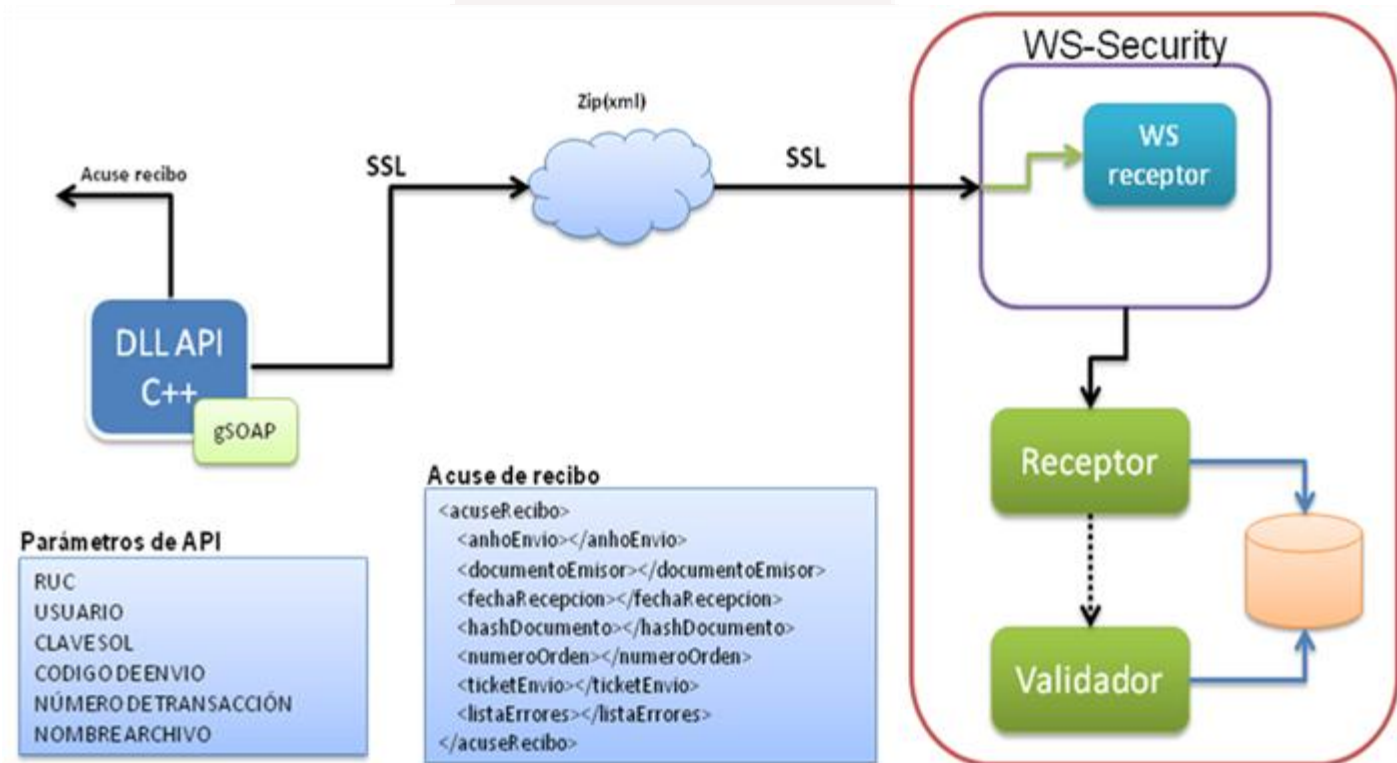 WS-Security
Zip(xml)
WS
receptor
SSL
SSL
Acuse recibo
DLL API
C++
gSOAP
Receptor
Validador
Acuse de recibo
<acuseRecibo>
<anhoEnvio></anhoEnvio>
<documentoEmisor></documentoEmisor>
<fechaRecepcion></fechaRecepcion>
<hashDocumento></hashDocumento>
<numeroOrden></numeroOrden>
<ticketEnvio></ticketEnvio>
<listaErrores></listaErrores>
</acuseRecibo>
Parámetros de API
RUC
USUARIO
CLAVE SOL
CODIGO DE ENVIO
NÚMERO DE TRANSACCIÓN
NOMBRE ARCHIVO